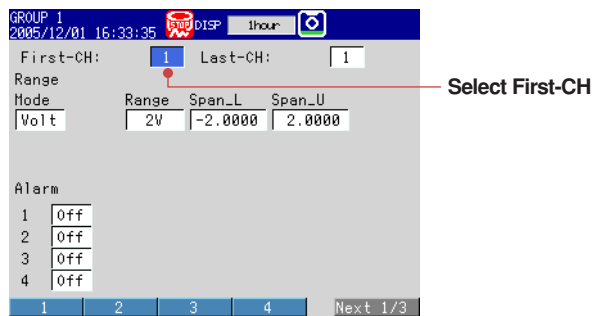 GROUP 1
2005/12/01 16:33:35 STOP DISP 1hour
First-CH: 1 Last-CH: 1
Select First-CH
Range
Mode Range Span_L Span_U
Volt 2V -2.0000 2.0000
Alarm
1 Off
2 Off
3 Off
4 Off
1 2 3 4 Next 1/3